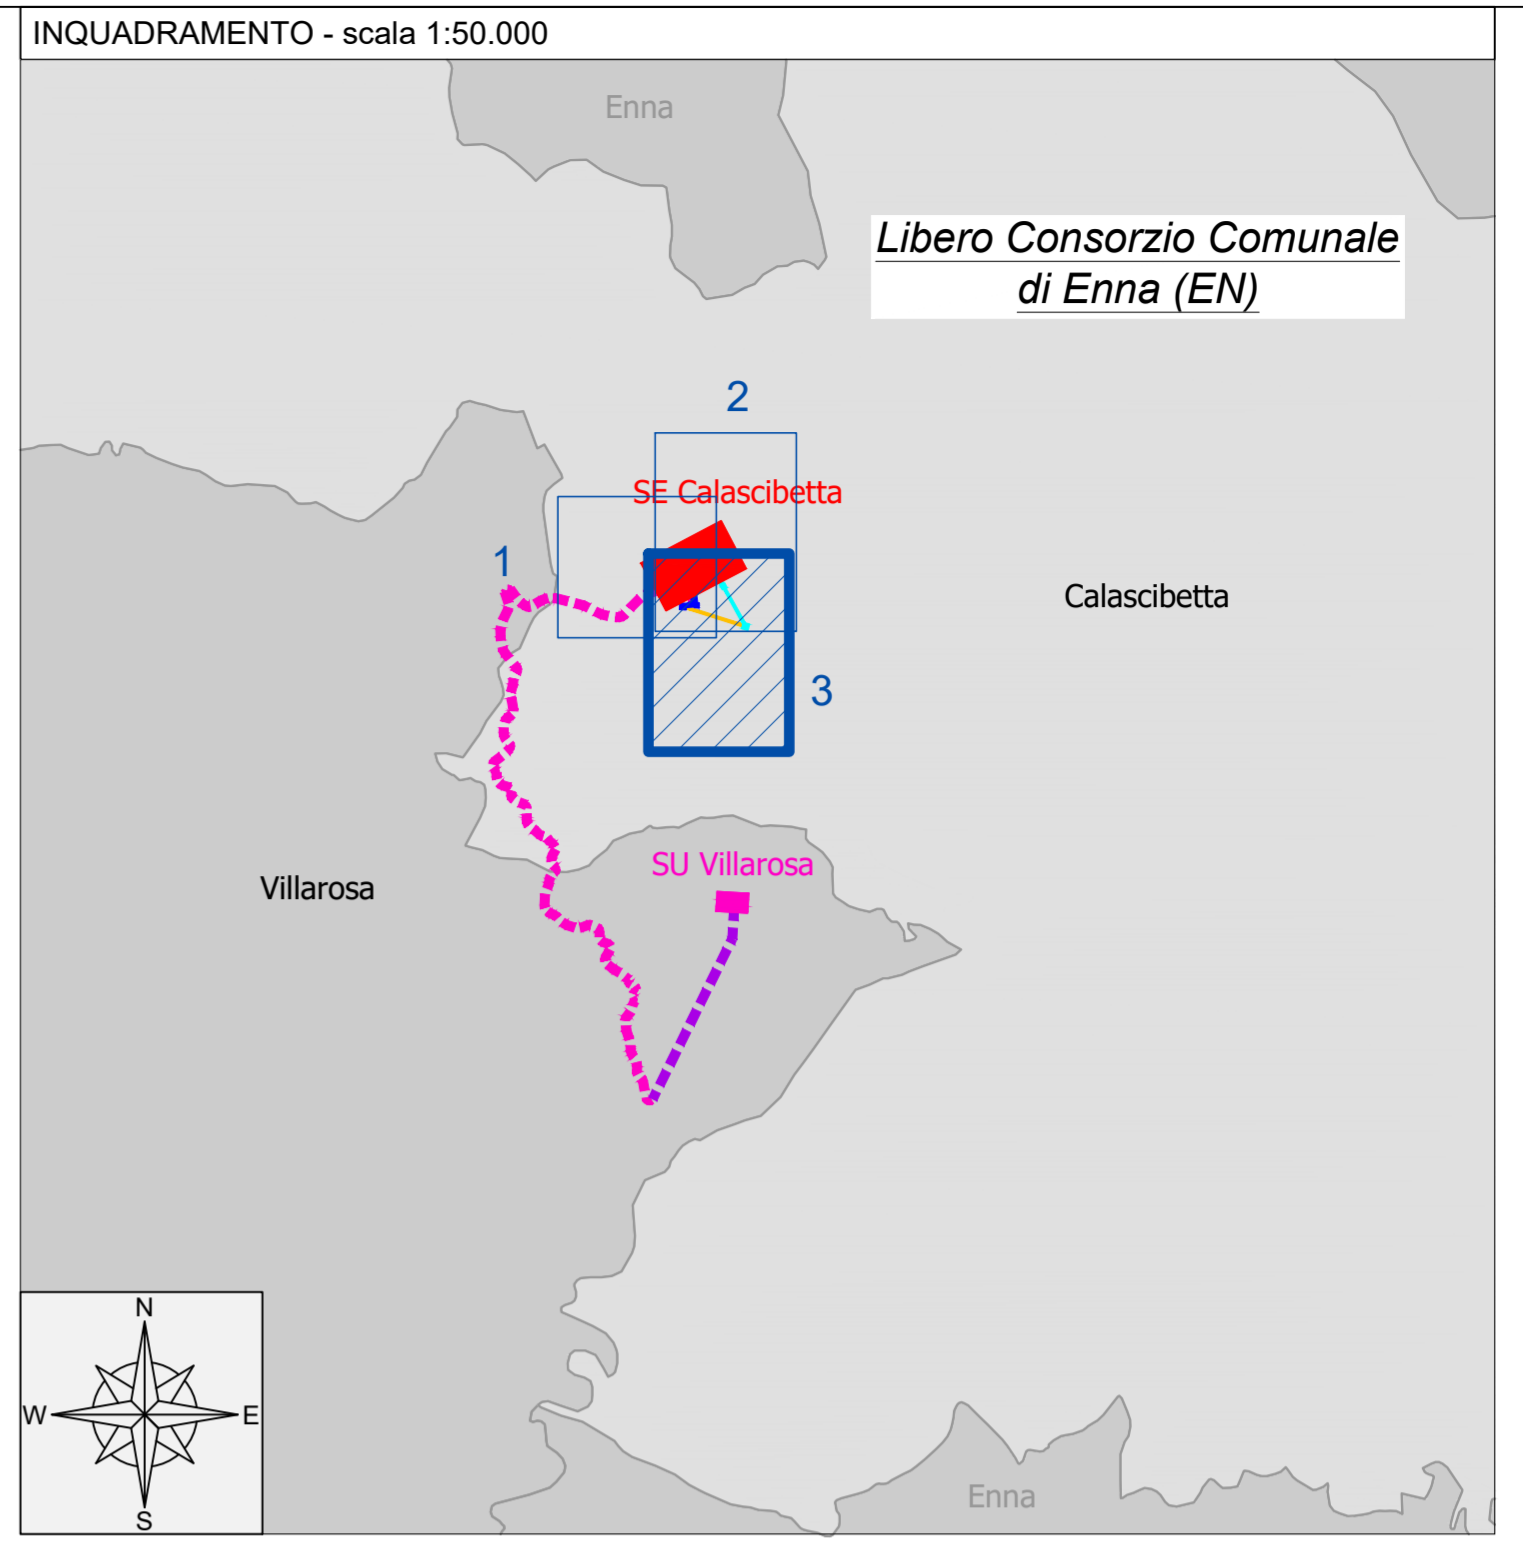 INQUADRAMENTO - scala 1:50.000
Enna
Libero Consorzio Comunale
di Enna (EN)
2
SE Calascibetta
1
Calascibetta
3
SU Villarosa
Villarosa
N
W
E
S
Enna